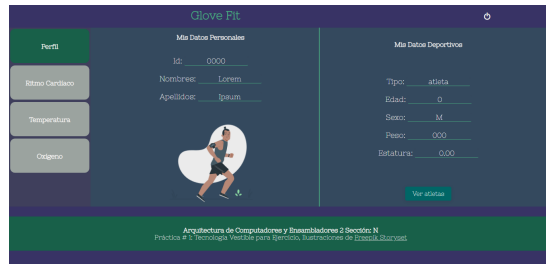 Glove Fit
Perfil
Ritmo Cardiaco
Temperatura
Oxigeno
Mis Datos Personales
Id: 0000
Nombres: Lorem
Apellidos: Ipsum
Mis Datos Deportivos
Tipo: atleta
Edad: 0
Sexo: M
Peso: 000
Estatura: 0.00
Ver atletas
Arquitectura de Computadores y Ensambladores 2 Sección: N
Práctica # 1: Tecnología Vestible para Ejercicio, Ilustraciones de Freepik Storyset